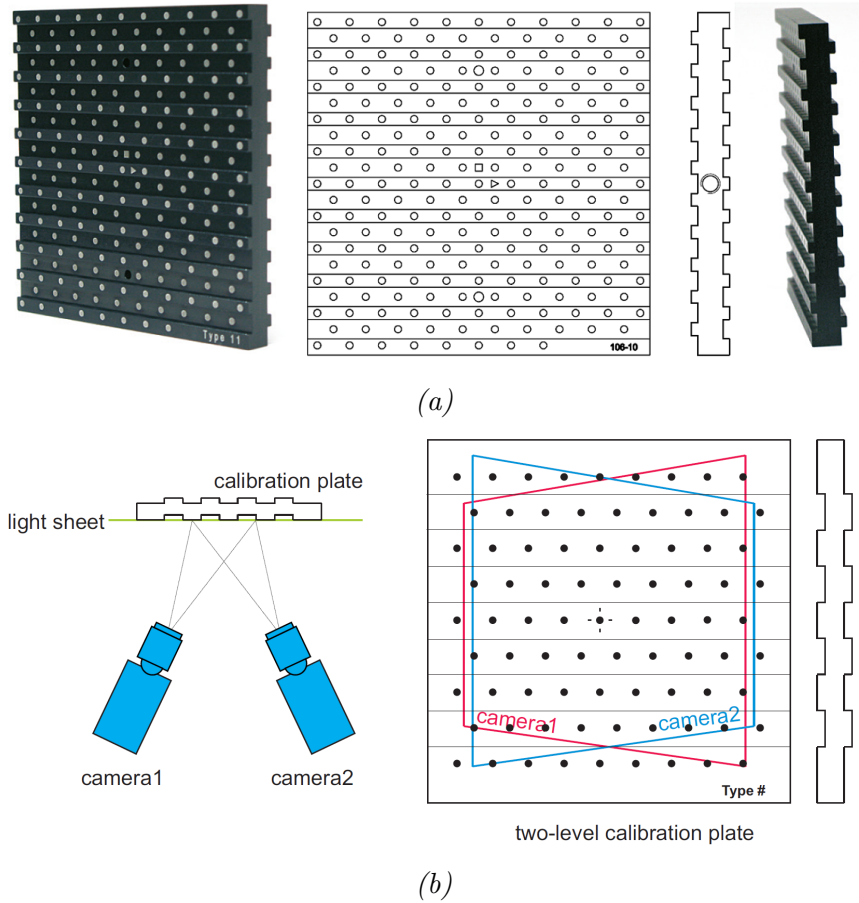 Type 11
106-10
(a)
calibration plate
light sheet
camera1
camera2
camera1
camera2
Type #
two-level calibration plate
(b)